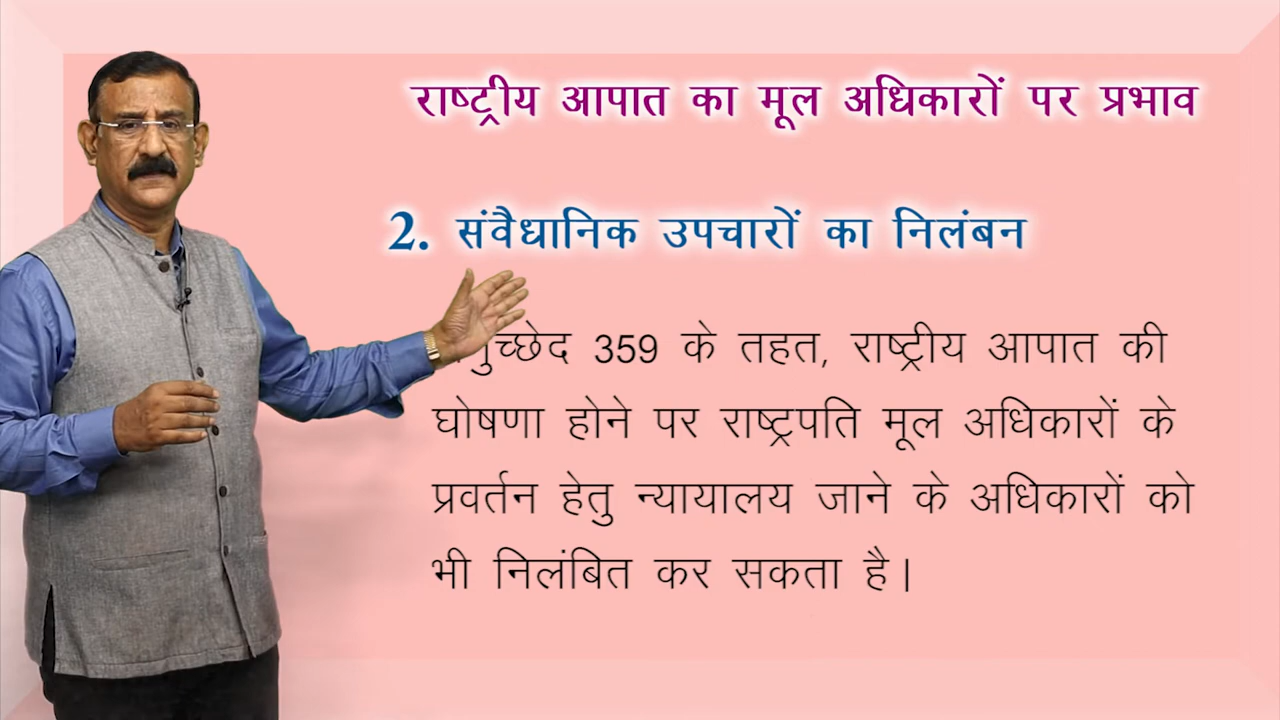 राष्ट्रीय आपात का मूल अधिकारों पर प्रभाव
2. संवैधानिक उपचारों का निलंबन
359 के तहत, राष्ट्रीय आपात की
घोषणा होने पर राष्ट्रपति मूल अधिकारों के
प्रवर्तन हेतु न्यायालय जाने के अधिकारों को
भी निलंबित कर सकता है।